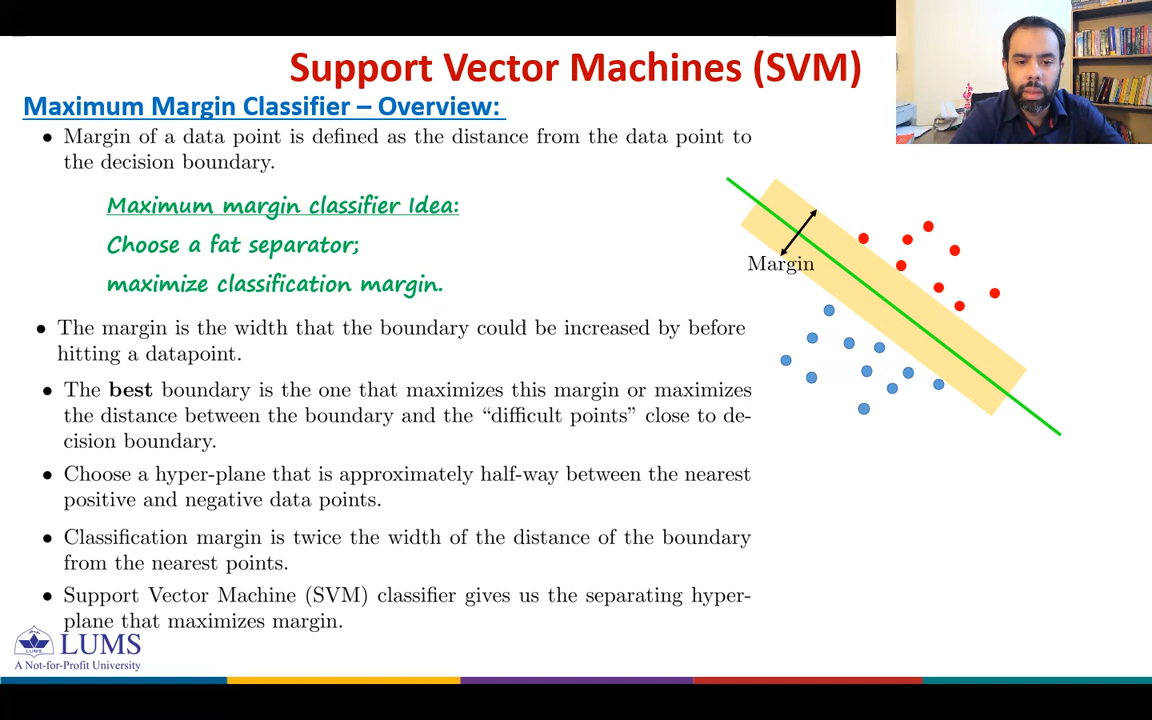 Support Vector Machines (SVM)
Maximum Margin Classifier – Overview:
• Margin of a data point is defined as the distance from the data point to
the decision boundary.
Maximum margin classifier Idea:
Choose a fat separator;
maximize classification margin.
• The margin is the width that the boundary could be increased by before
hitting a datapoint.
• The best boundary is the one that maximizes this margin or maximizes
the distance between the boundary and the “difficult points” close to de-
cision boundary.
• Choose a hyper-plane that is approximately half-way between the nearest
positive and negative data points.
• Classification margin is twice the width of the distance of the boundary
from the nearest points.
• Support Vector Machine (SVM) classifier gives us the separating hyper-
plane that maximizes margin.
Margin
LUMS
LUMS
A Not-for-Profit University